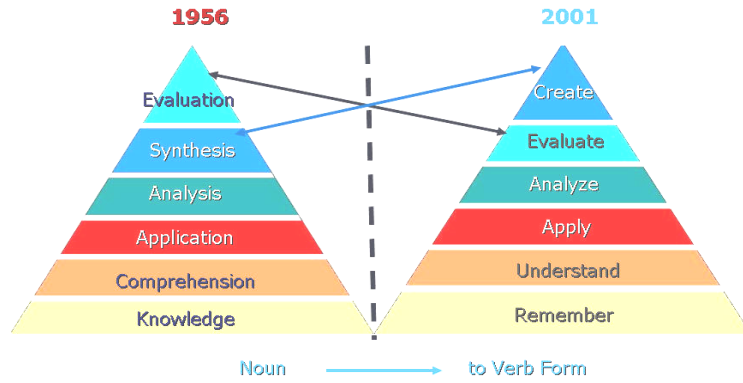 1956
Evaluation
Synthesis
Analysis
Application
Comprehension
Knowledge
2001
Create
Evaluate
Analyze
Apply
Understand
Remember
Noun to Verb Form